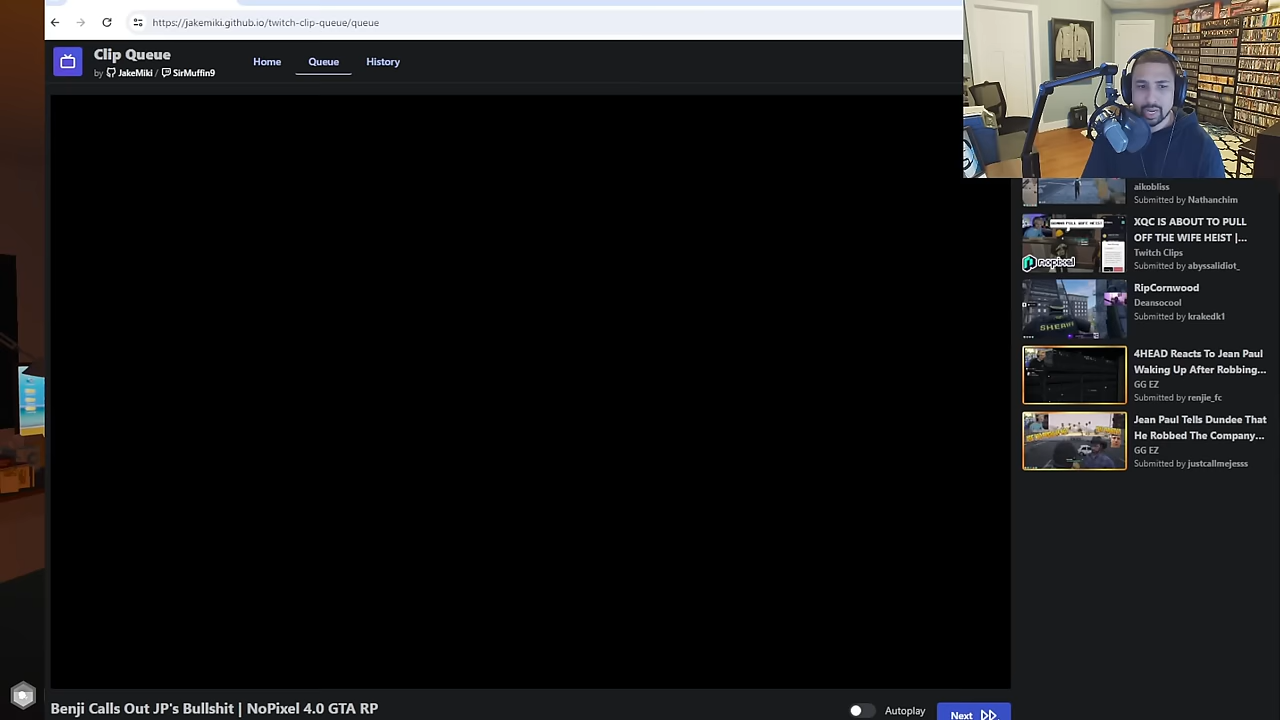 https://jakemiki.github.io/twitch-clip-queue/queue
Clip Queue
by JakeMiki / SirMuffin9
Home
Queue
History
aikobliss
Submitted by Nathanchim
XQC IS ABOUT TO PULL
OFF THE WIFE HEIST |...
Twitch Clips
Submitted by abyssalidiot_
nopixel
RipCornwood
Deansocool
Submitted by krakedk1
SHERIFF
4HEAD Reacts To Jean Paul
Waking Up After Robbing...
GG EZ
Submitted by renjie_fc
Jean Paul Tells Dundee That
He Robbed The Company...
GG EZ
Submitted by justcallmejesss
Benji Calls Out JP's Bullshit | NoPixel 4.0 GTA RP
Autoplay
Next